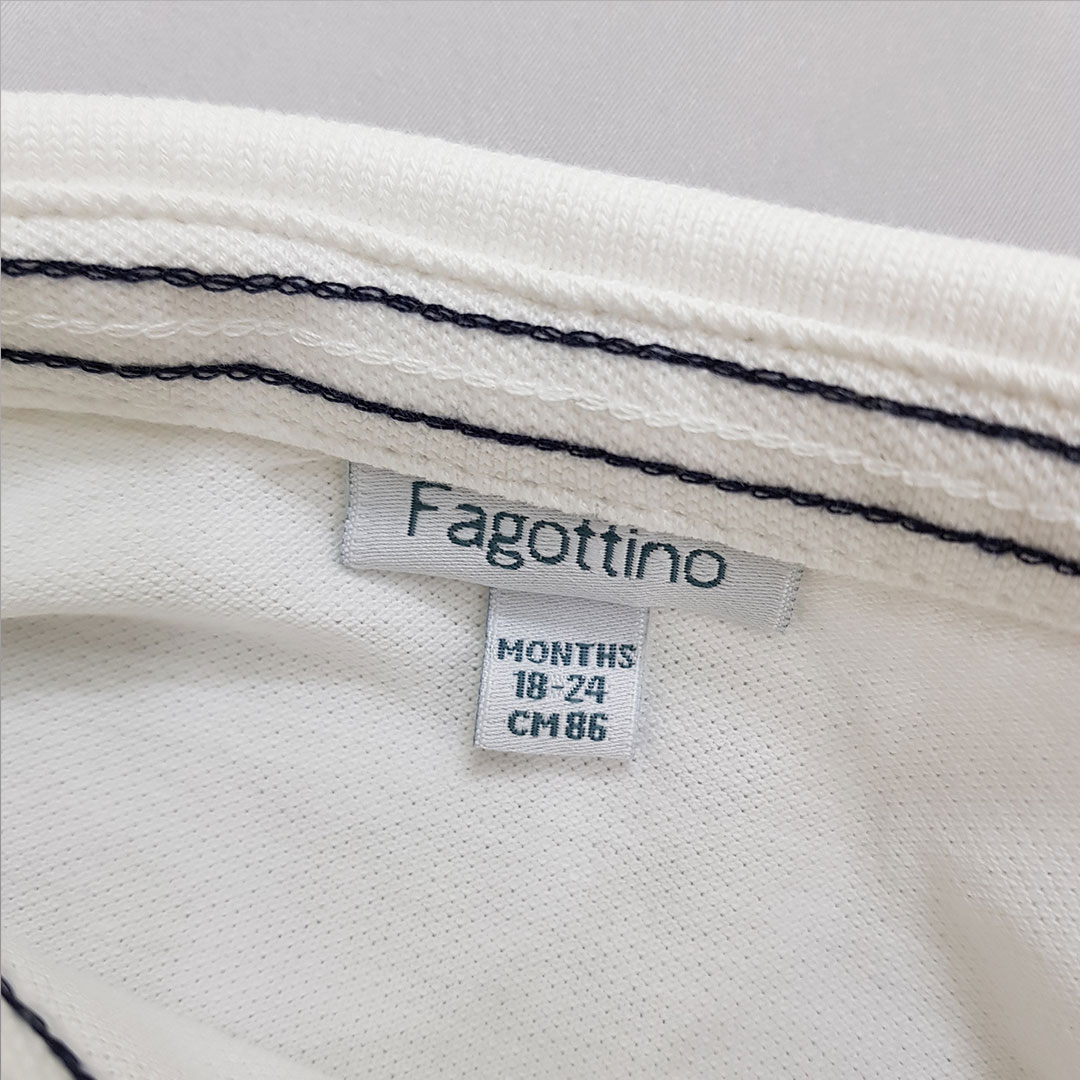 Fagottino
MONTHS
18-24
CM 86